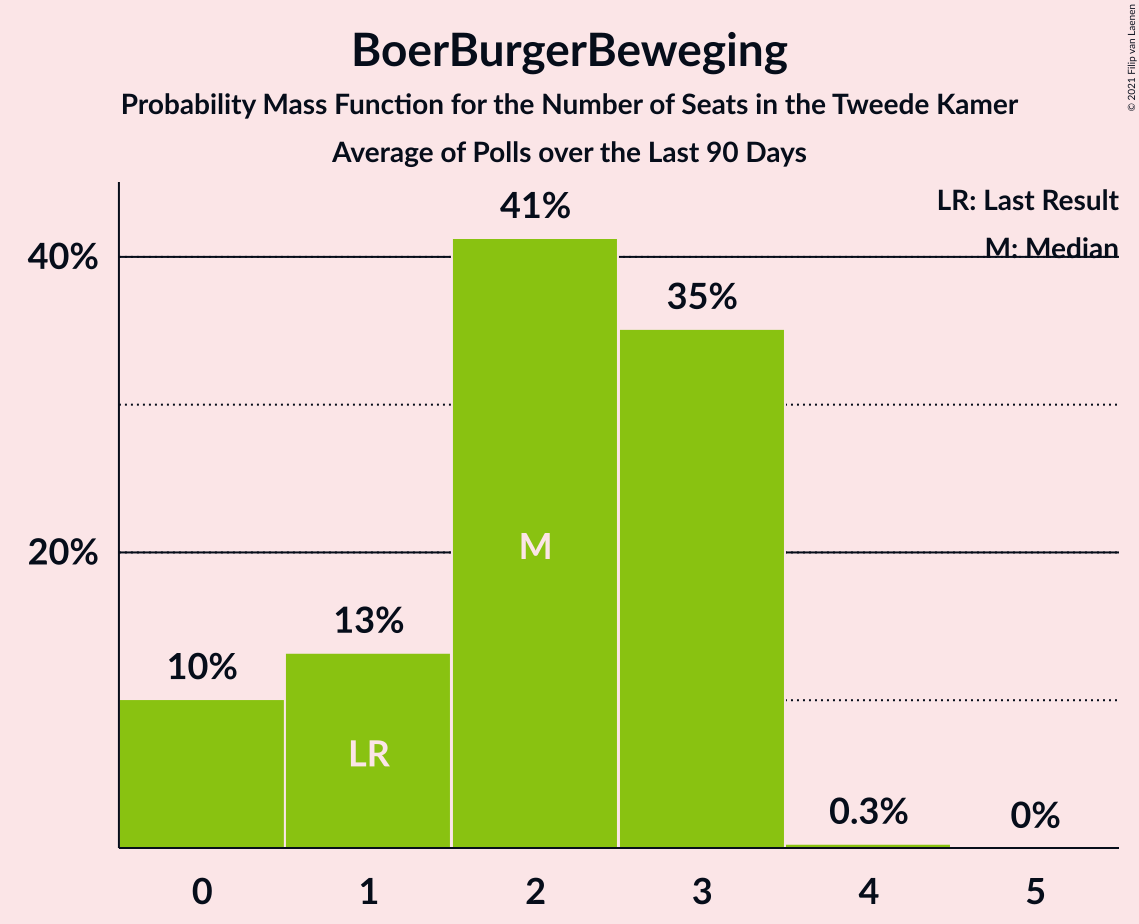 BoerBurgerBeweging
Probability Mass Function for the Number of Seats in the Tweede Kamer
Average of Polls over the Last 90 Days
© 2021 Filip van Laenen
LR: Last Result
M: Median
41%
40%
35%
M
20%
13%
10%
LR
0.3%
0%
0 1 2 3 4 5